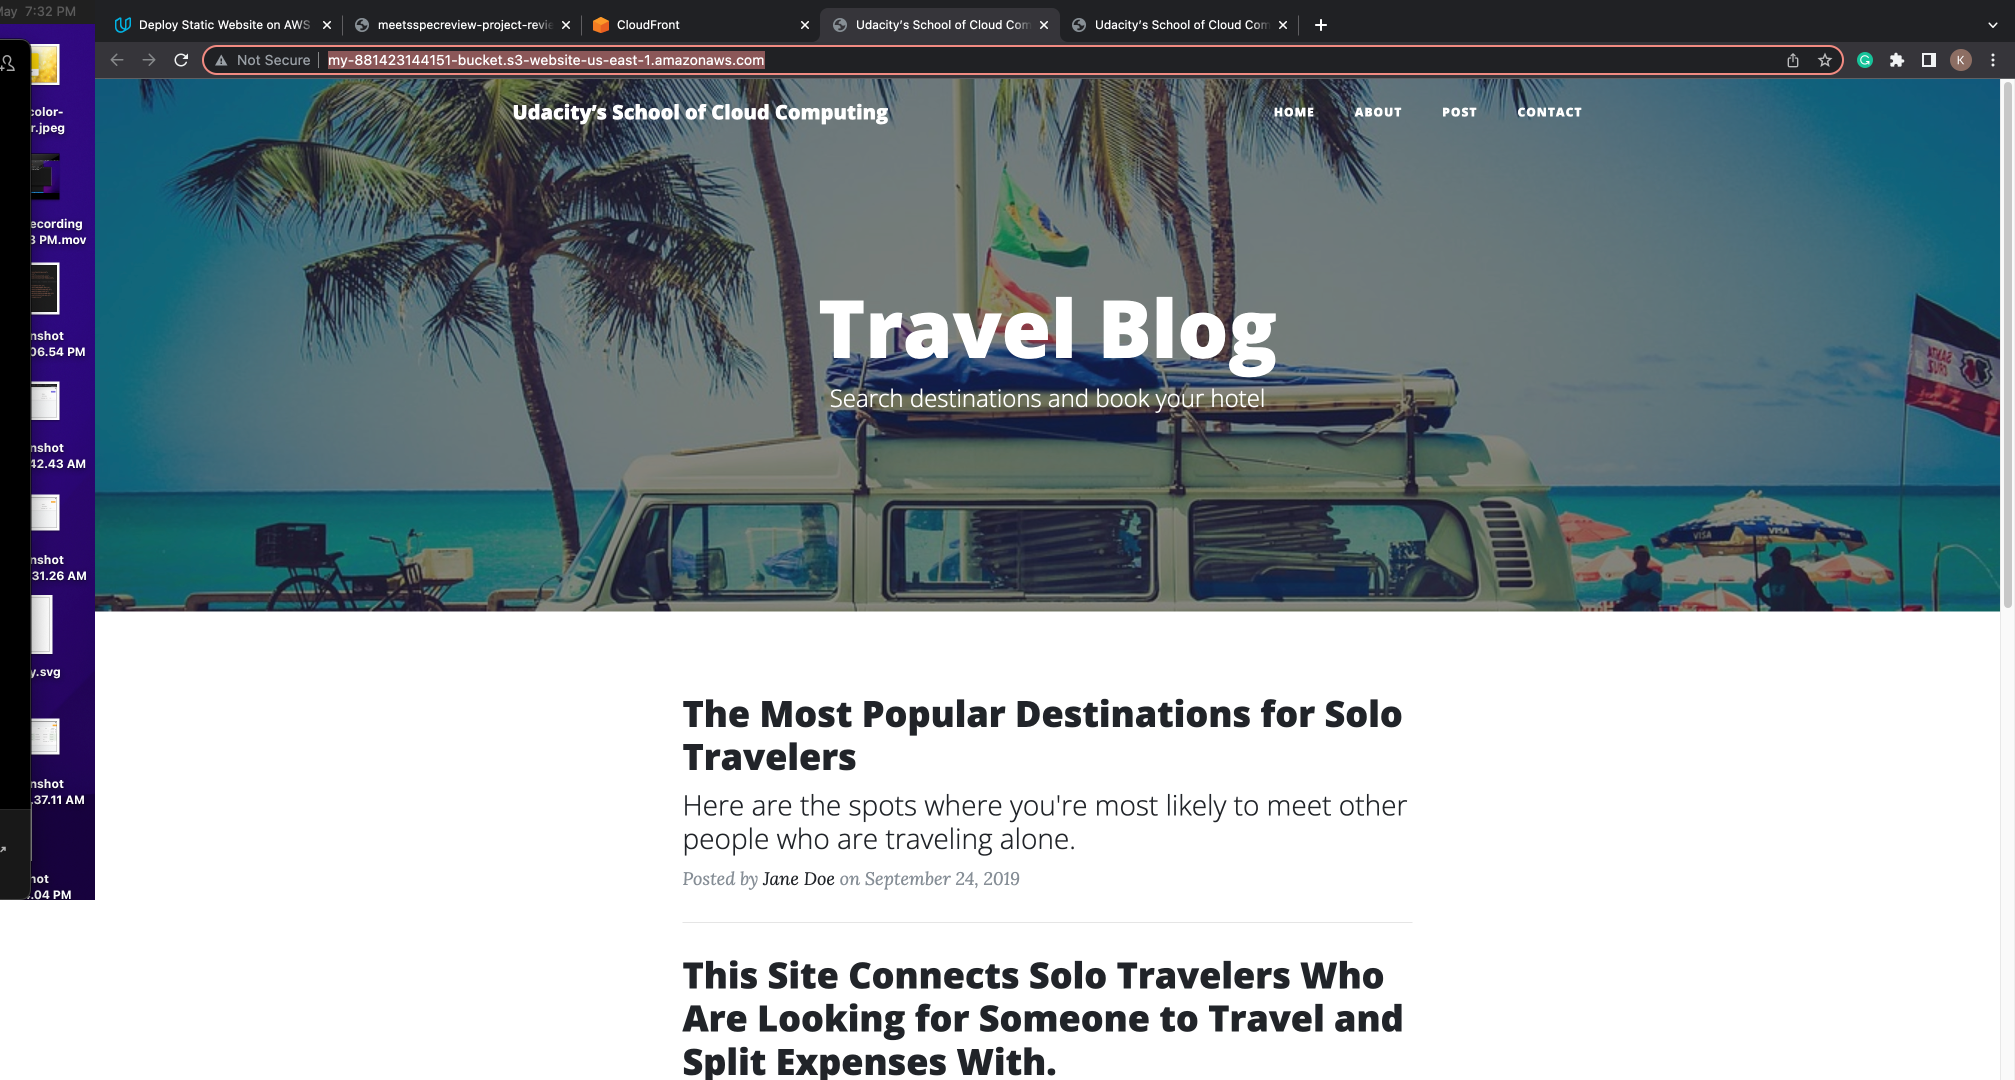 May 7:32 PM
Deploy Static Website on AWS
meetsspecreview-project-revie
CloudFront
Udacity's School of Cloud Com
Udacity's School of Cloud Com
Not Secure
my-881423144151-bucket.s3-website-us-east-1.amazonaws.com
K
color-
r.jpeg
ecording
3 PM.mov
nshot
06.54 PM
nshot
42.43 AM
nshot
31.26 AM
y.svg
nshot
.37.11 AM
hot
.04 PM
Udacity’s School of Cloud Computing
HOME
ABOUT
POST
CONTACT
Travel Blog
Search destinations and book your hotel
SANTA
CRUZ
VISA
VISA
The Most Popular Destinations for Solo
Travelers
Here are the spots where you're most likely to meet other
people who are traveling alone.
Posted by Jane Doe on September 24, 2019
This Site Connects Solo Travelers Who
Are Looking for Someone to Travel and
Split Expenses With.